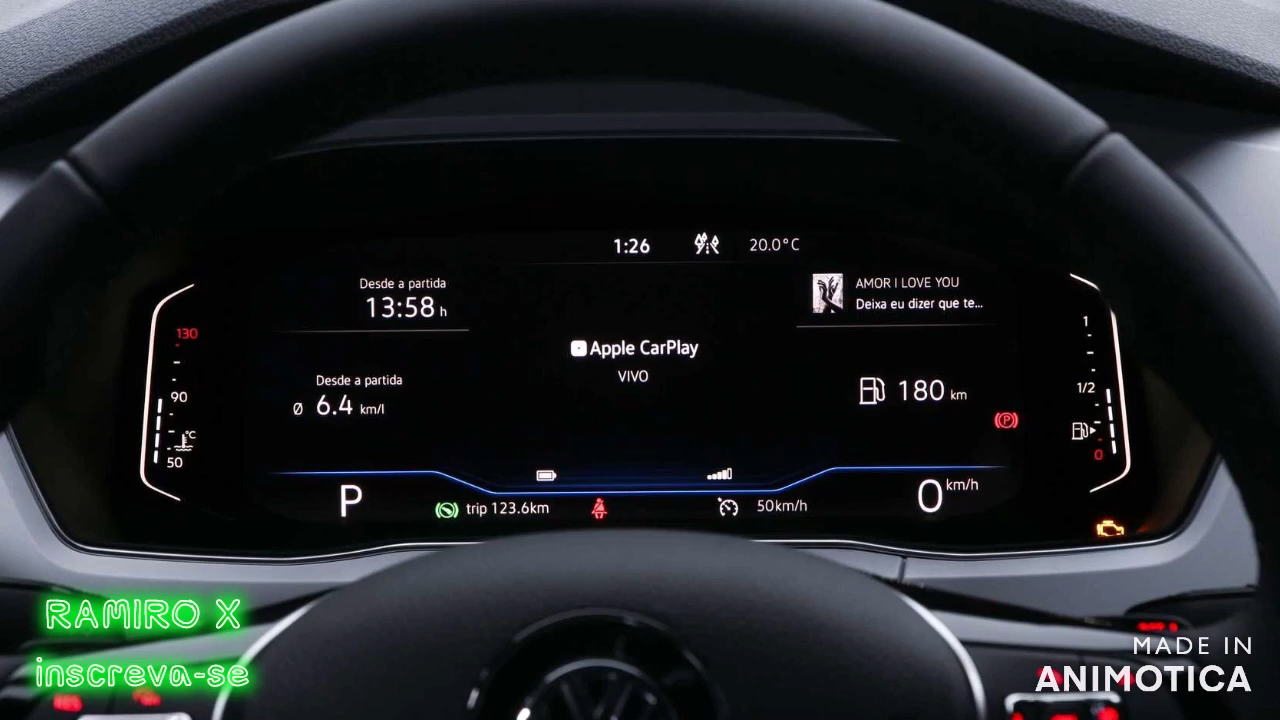 1:26
20.0°C
Desde a partida
13:58 h
AMOR I LOVE YOU
Deixa eu dizer que te...
Apple CarPlay
VIVO
Desde a partida
Ø 6.4 km/l
180 km
130
90
°C
50
1
1/2
0
P
trip 123.6km
50km/h
0 km/h
RAMIRO X
inscreva-se
MADE IN
ANIMOTICA